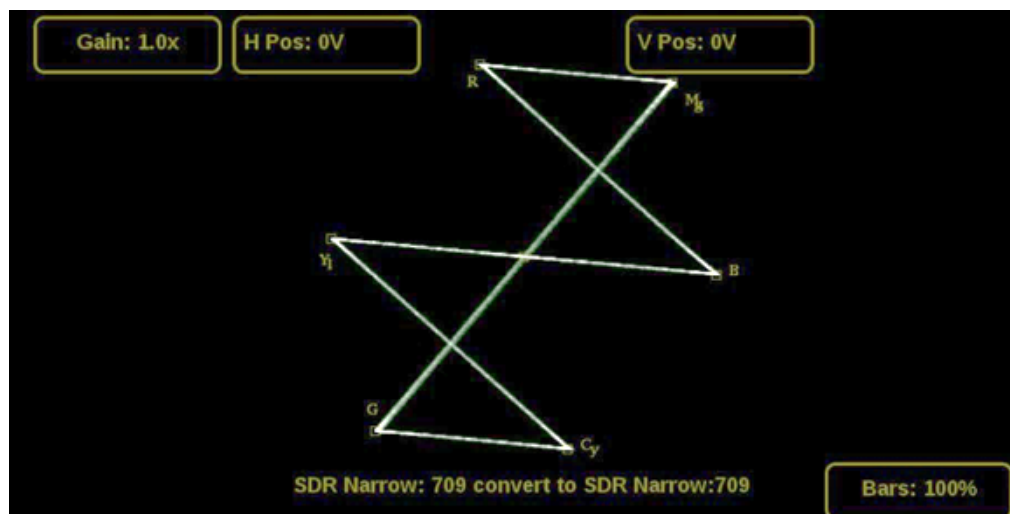 Gain: 1.0x
H Pos: 0V
V Pos: 0V
R
Mg
Yl
B
G
Cy
SDR Narrow: 709 convert to SDR Narrow:709
Bars: 100%